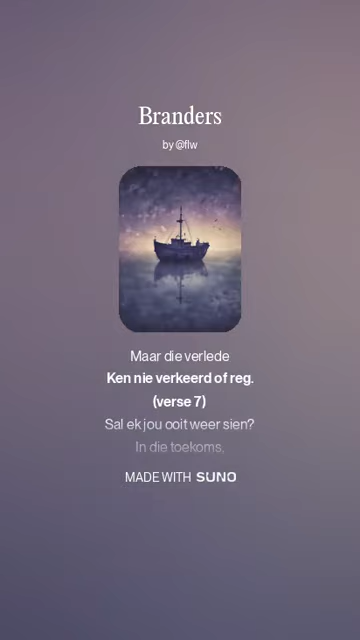 Branders
by @flw
Maar die verlede
Ken nie verkeerd of reg.
(verse 7)
Sal ek jou ooit weer sien?
In die toekoms,
MADE WITH SUNO